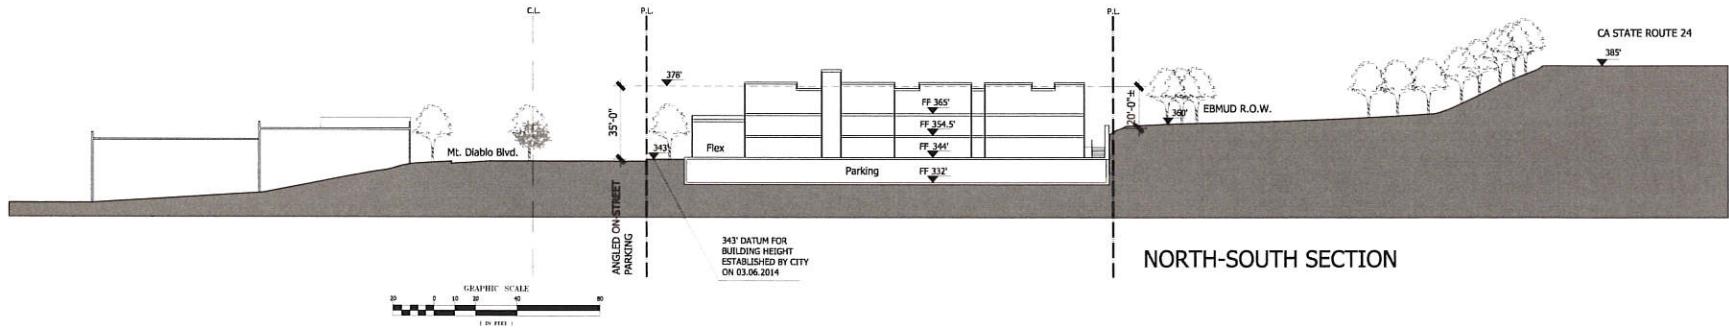 C.L.
P.L.
P.L.
CA STATE ROUTE 24
385'
378'
35'-0"
FF 365'
20'-0"±
EBMUD R.O.W.
360'
FF 354.5'
Mt. Diablo Blvd.
343'
Flex
FF 344'
Parking
FF 332'
ANGLED ON-STREET
PARKING
343' DATUM FOR
BUILDING HEIGHT
ESTABLISHED BY CITY
ON 03.06.2014
NORTH-SOUTH SECTION
GRAPHIC SCALE
20 0 10 20 40 80
( IN FEET )